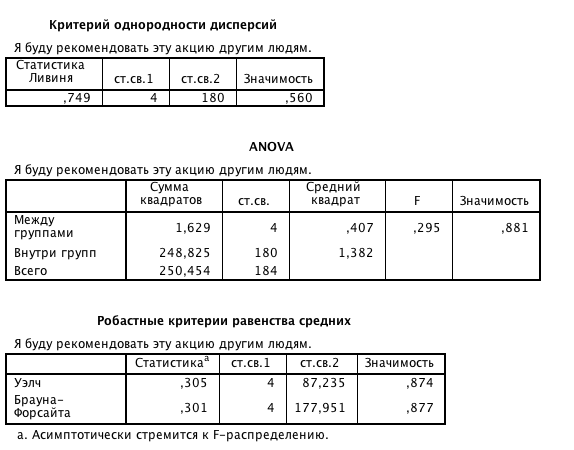 Критерий однородности дисперсий
Я буду рекомендовать эту акцию другим людям.
Статистика Ливиня ст.св.1 ст.св.2 Значимость
,749 4 180 ,560
ANOVA
Я буду рекомендовать эту акцию другим людям.
Сумма квадратов ст.св. Средний квадрат F Значимость
Между группами 1,629 4 ,407 ,295 ,881
Внутри групп 248,825 180 1,382
Всего 250,454 184
Робастные критерии равенства средних
Я буду рекомендовать эту акцию другим людям.
Статистикаa ст.св.1 ст.св.2 Значимость
Уэлч ,305 4 87,235 ,874
Брауна-Форсайта ,301 4 177,951 ,877
a. Асимптотически стремится к F-распределению.